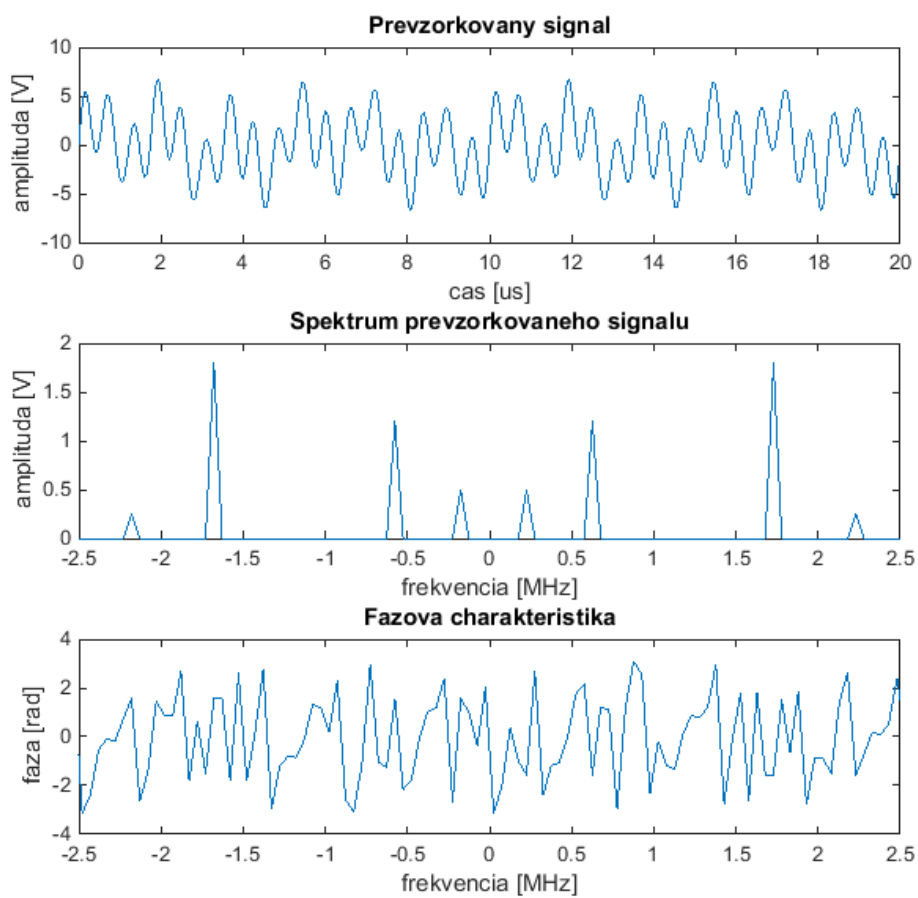 Prevzorkovany signal
amplituda [V]
10
5
0
-5
-10
0 2 4 6 8 10 12 14 16 18 20
cas [us]
Spektrum prevzorkovaneho signalu
amplituda [V]
2
1.5
1
0.5
0
-2.5 -2 -1.5 -1 -0.5 0 0.5 1 1.5 2 2.5
frekvencia [MHz]
Fazova charakteristika
faza [rad]
4
2
0
-2
-4
-2.5 -2 -1.5 -1 -0.5 0 0.5 1 1.5 2 2.5
frekvencia [MHz]